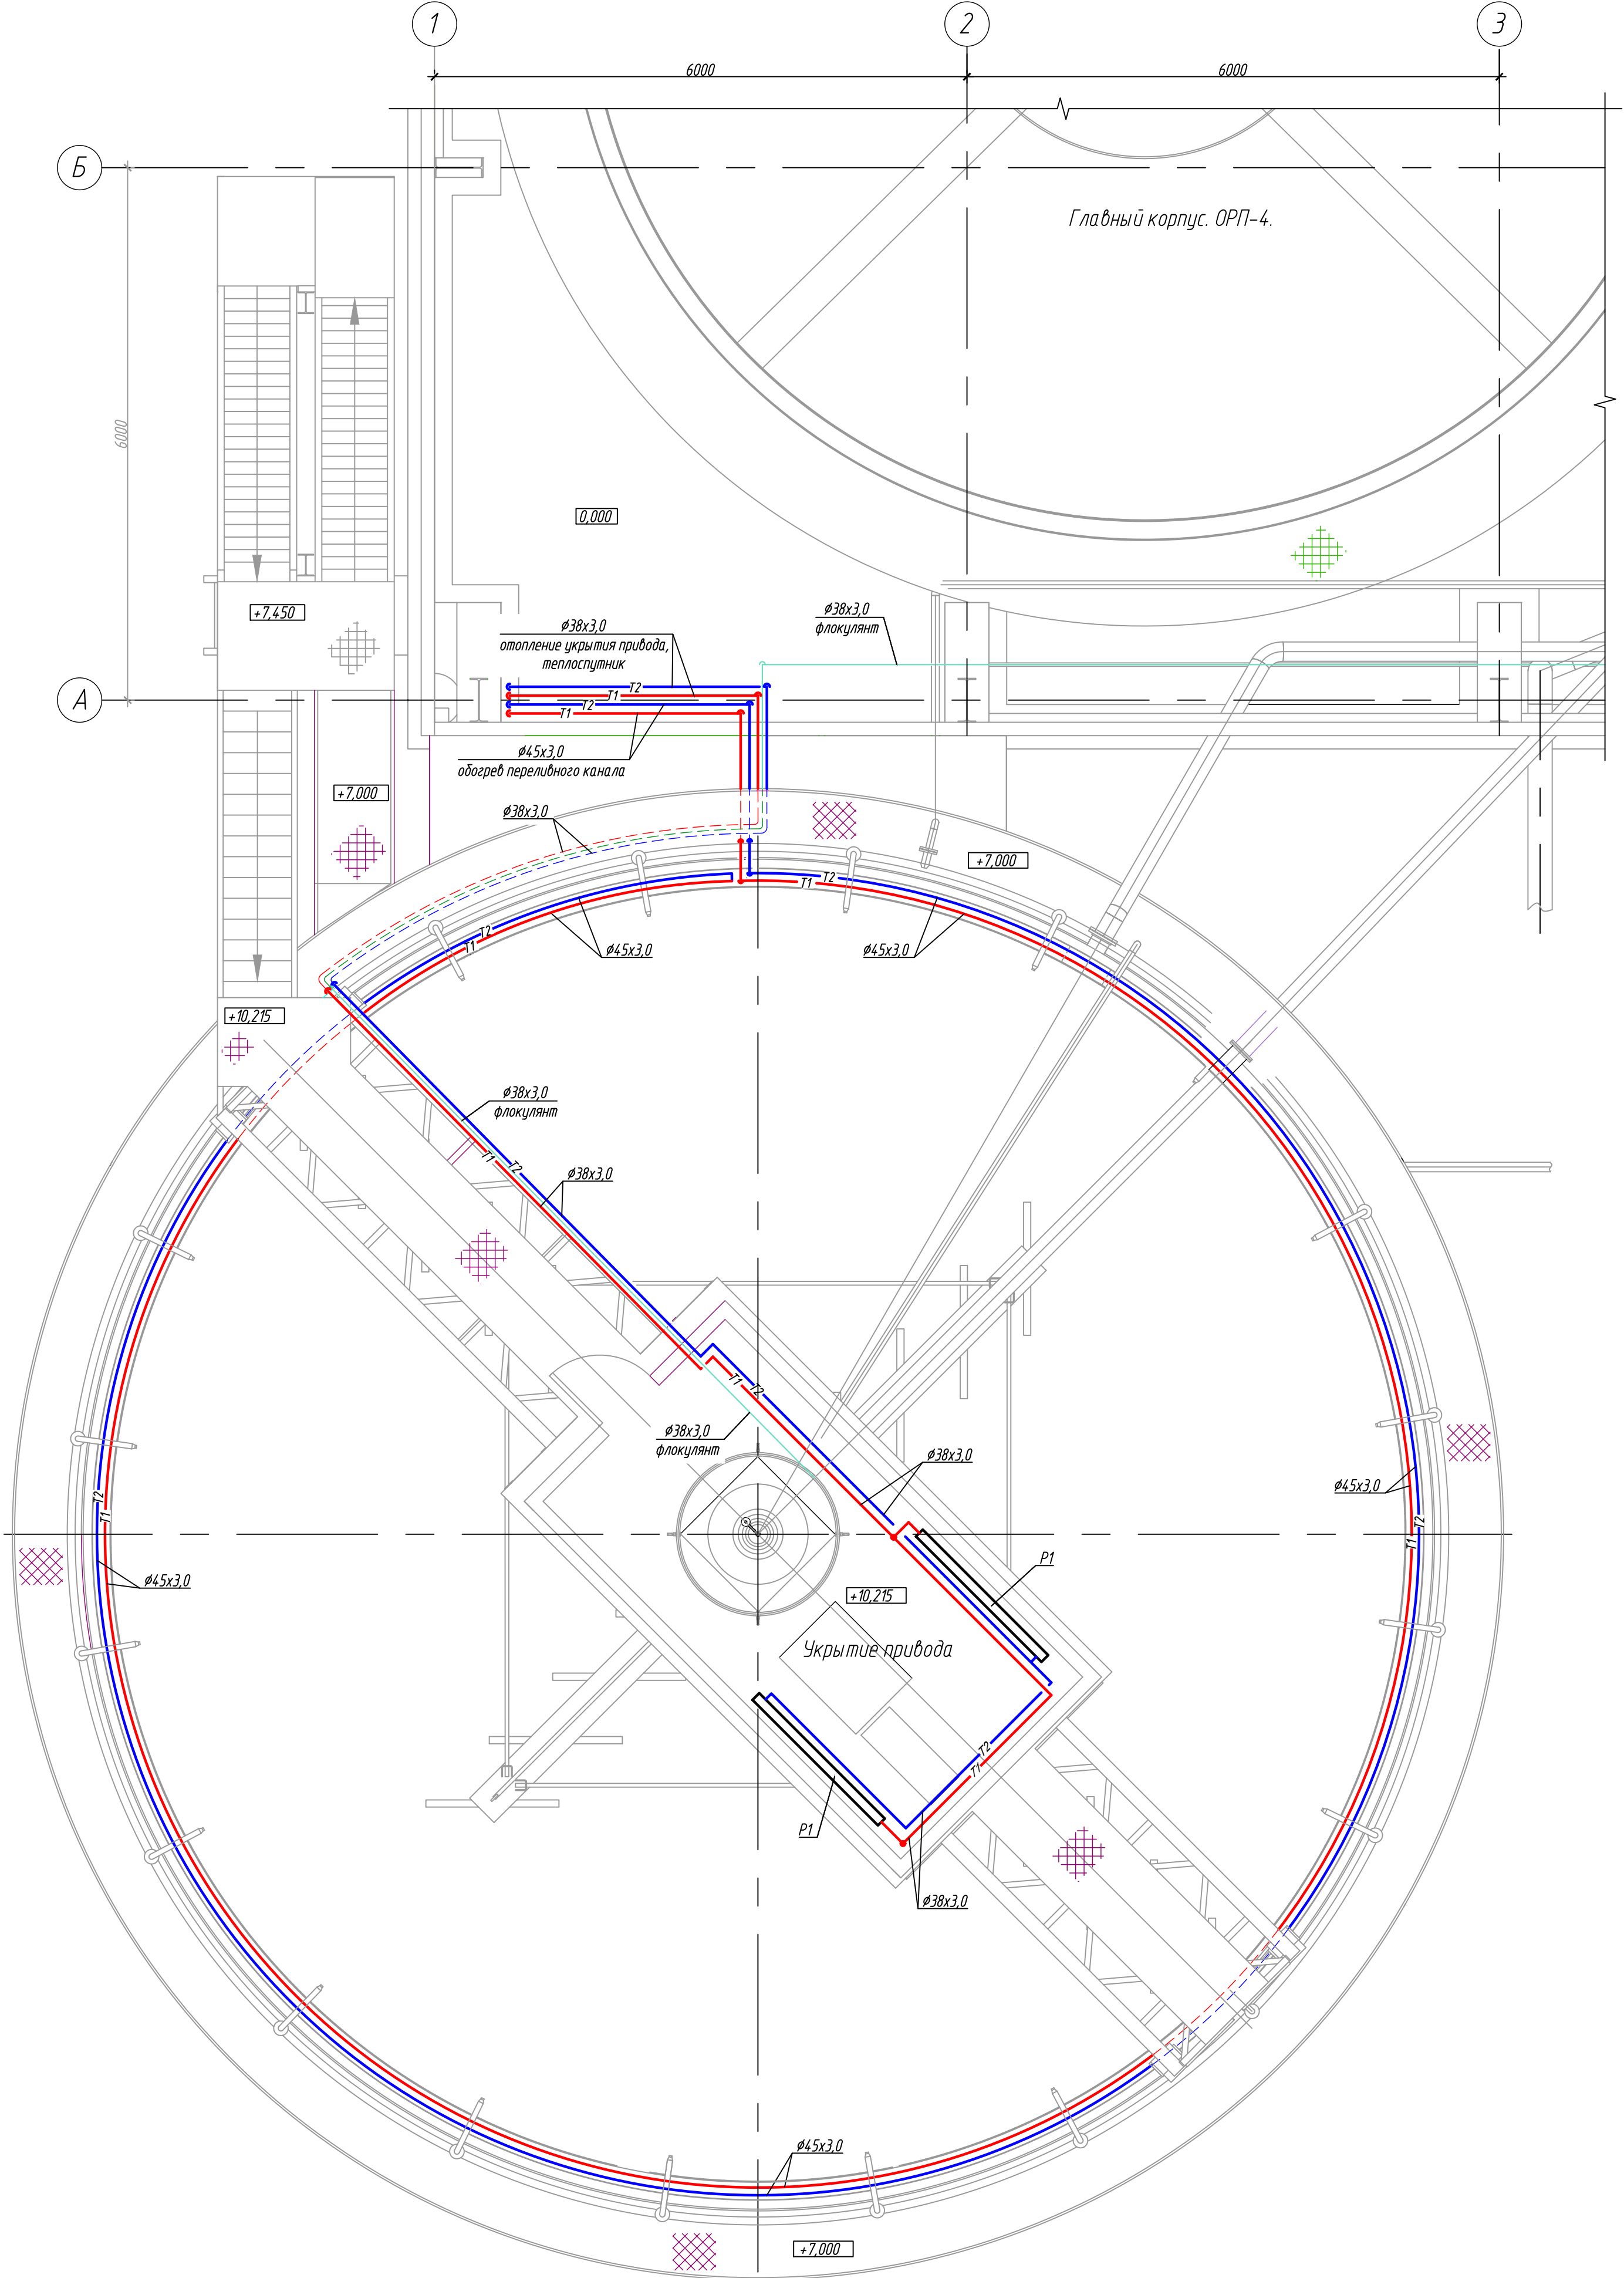 1
2
3
6000
6000
Б
Главный корпус. ОРП-4.
6000
0,000
+7,450
Ø38х3,0
флокулянт
Ø38х3,0
отопление укрытия привода,
теплоспутник
А
Т2
Т1
Т2
Т1
Ø45х3,0
обогрев переливного канала
+7,000
Ø38х3,0
+7,000
Т1
Т2
Т1
Т2
Ø45х3,0
Ø45х3,0
+10,215
Ø38х3,0
флокулянт
Т1
Т2
Ø38х3,0
Т1
Т2
Ø38х3,0
флокулянт
Ø38х3,0
Ø45х3,0
Т2
Т1
Т1
Т2
Р1
Ø45х3,0
+10,215
Укрытие привода
Т1
Т2
Р1
Ø38х3,0
Ø45х3,0
+7,000